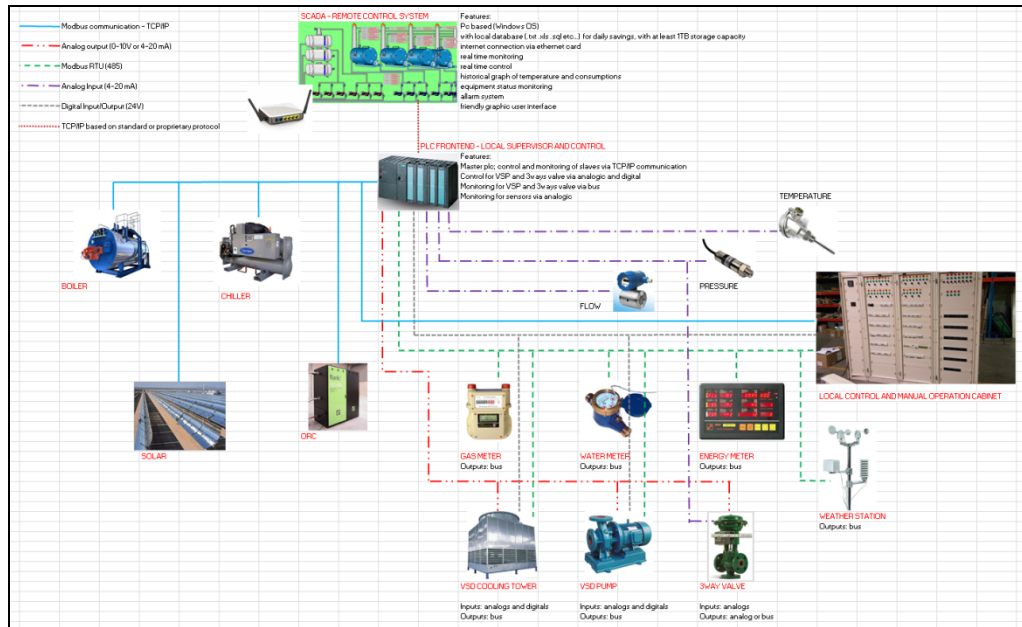 Modbus communication - TCP/IP
Analog output (0-10V or 4-20 mA)
Modbus RTU (485)
Analog Input (4-20 mA)
Digital Input/Output (24V)
TCP/IP based on standard or proprietary protocol
SCADA - REMOTE CONTROL SYSTEM
Features:
Pc based (Windows OS)
with local database (.txt .xls .sql etc..) for daily savings, with at least 1TB storage capacity
internet connection via ethernet card
real time monitoring
real time control
historical graph of temperature and consumptions
equipment status monitoring
allarm system
friendly graphic user interface
PLC FRONTEND - LOCAL SUPERVISOR AND CONTROL
Features:
Master plc; control and monitoring of slaves via TCP/IP communication
Control for VSP and 3ways valve via analogic and digital
Monitoring for VSP and 3ways valve via bus
Monitoring for sensors via analogic
TEMPERATURE
PRESSURE
FLOW
BOILER
CHILLER
SOLAR
ORC
LOCAL CONTROL AND MANUAL OPERATION CABINET
GAS METER
Outputs: bus
WATER METER
Outputs: bus
ENERGY METER
Outputs: bus
WEATHER STATION
Outputs: bus
VSD COOLING TOWER
Inputs: analogs and digitals
Outputs: bus
VSD PUMP
Inputs: analogs and digitals
Outputs: bus
3WAY VALVE
Inputs: analogs
Outputs: analog or bus